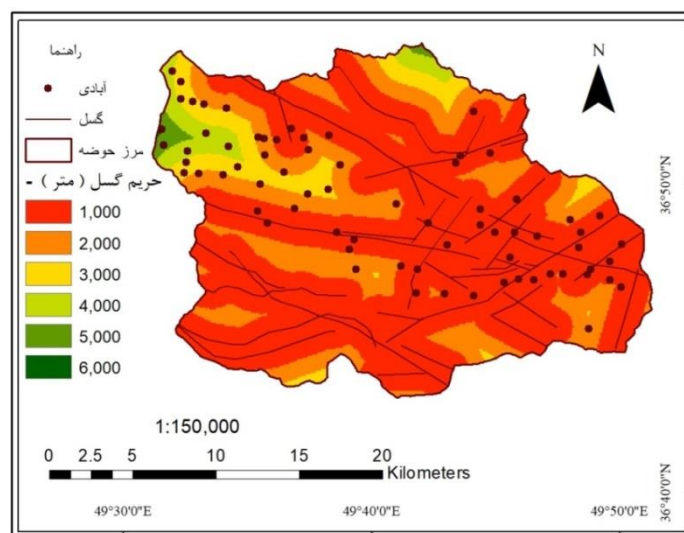 راهنما
N
آبادی
گسل
مرز حوضه
حریم گسل ( متر ) -
1,000
2,000
3,000
4,000
5,000
6,000
36°50'0"N
1:150,000
0 2.5 5 10 15 20
Kilometers
36°40'0"N
49°30'0"E 49°40'0"E 49°50'0"E